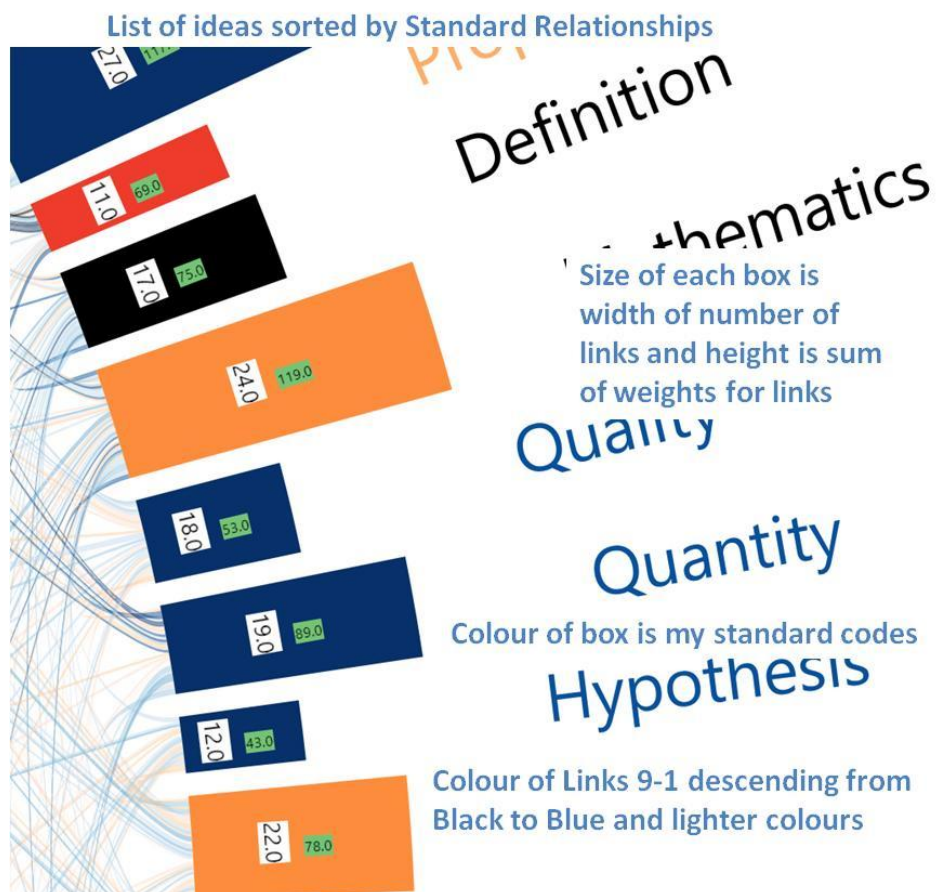 List of ideas sorted by Standard Relationships
27.0 117.
Prop
Definition
11.0 69.0
Mathematics
17.0 75.0
Size of each box is
width of number of
links and height is sum
of weights for links
24.0 119.0
Quality
18.0 53.0
Quantity
19.0 89.0
Colour of box is my standard codes
Hypothesis
12.0 43.0
Colour of Links 9-1 descending from
Black to Blue and lighter colours
22.0 78.0